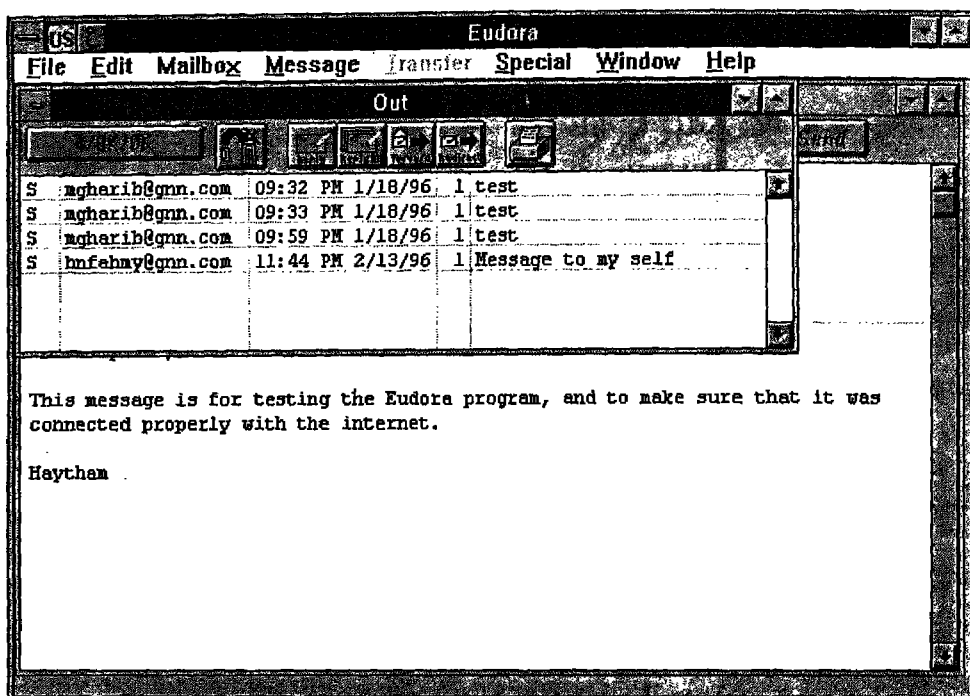 US
Eudora
File Edit Mailbox Message Transfer Special Window Help
Out
Send
S mgharib@gnn.com 09:32 PM 1/18/96 1 test
S mgharib@gnn.com 09:33 PM 1/18/96 1 test
S mgharib@gnn.com 09:59 PM 1/18/96 1 test
S hnfahmy@gnn.com 11:44 PM 2/13/96 1 Message to my self
This message is for testing the Eudora program, and to make sure that it was
connected properly with the internet.
Haytham